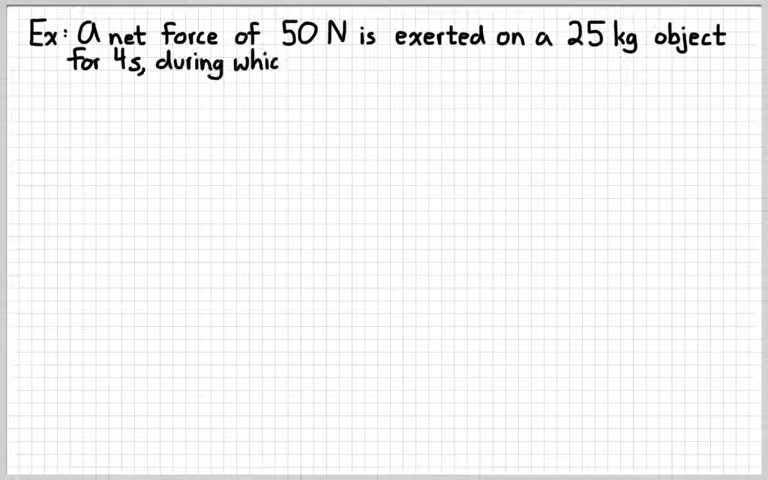 Ex: A net force of 50 N is exerted on a 25 kg object
for 4s, during whic